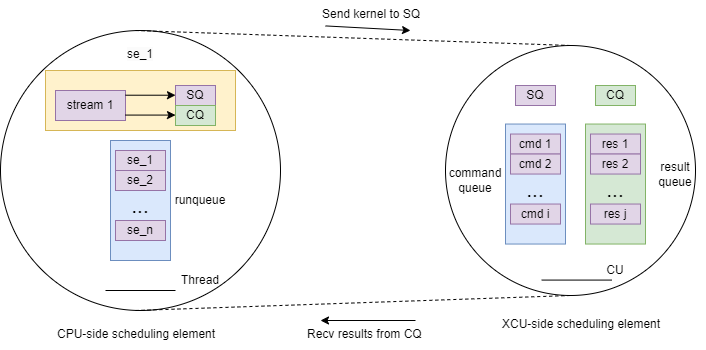 Send kernel to SQ
se_1
stream 1
SQ
CQ
se_1
se_2
...
se_n
runqueue
Thread
CPU-side scheduling element
SQ
CQ
command
queue
cmd 1
cmd 2
...
cmd i
res 1
res 2
...
res j
result
queue
CU
XCU-side scheduling element
Recv results from CQ